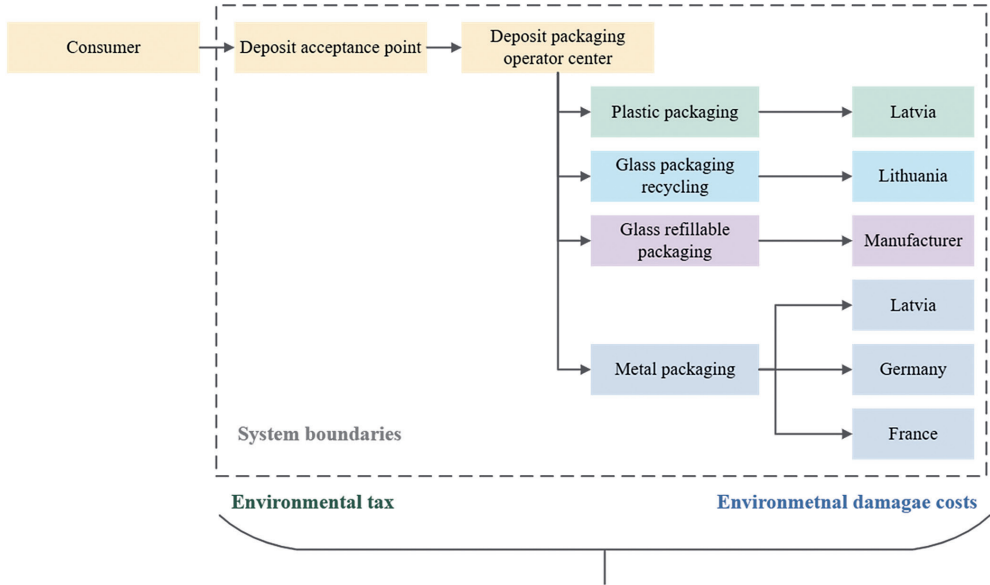 Consumer
Deposit acceptance point
Deposit packaging
operator center
Plastic packaging
Latvia
Glass packaging
recycling
Lithuania
Glass refillable
packaging
Manufacturer
Latvia
Metal packaging
Germany
France
System boundaries
Environmental tax
Environmetnal damagae costs